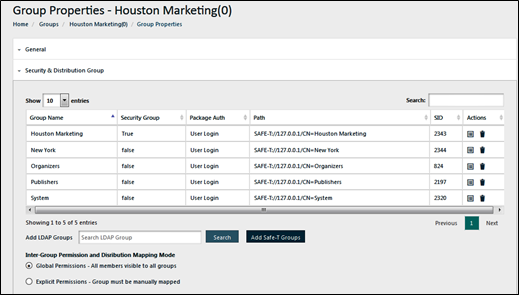 Group Properties - Houston Marketing(0)
Home / Groups / Houston Marketing(0) / Group Properties
General
Security & Distribution Group
Show 10 entries Search:
Group Name Security Group Package Auth Path SID Actions
Houston Marketing True User Login SAFE-T://127.0.0.1/CN=Houston Marketing 2343
New York false User Login SAFE-T://127.0.0.1/CN=New York 2344
Organizers false User Login SAFE-T://127.0.0.1/CN=Organizers 824
Publishers false User Login SAFE-T://127.0.0.1/CN=Publishers 2197
System false User Login SAFE-T://127.0.0.1/CN=System 2320
Showing 1 to 5 of 5 entries Previous 1 Next
Add LDAP Groups Search LDAP Group Search Add Safe-T Groups
Inter-Group Permission and Disribution Mapping Mode
Global Permissions - All members visible to all groups
Explicit Permissions - Group must be manually mapped